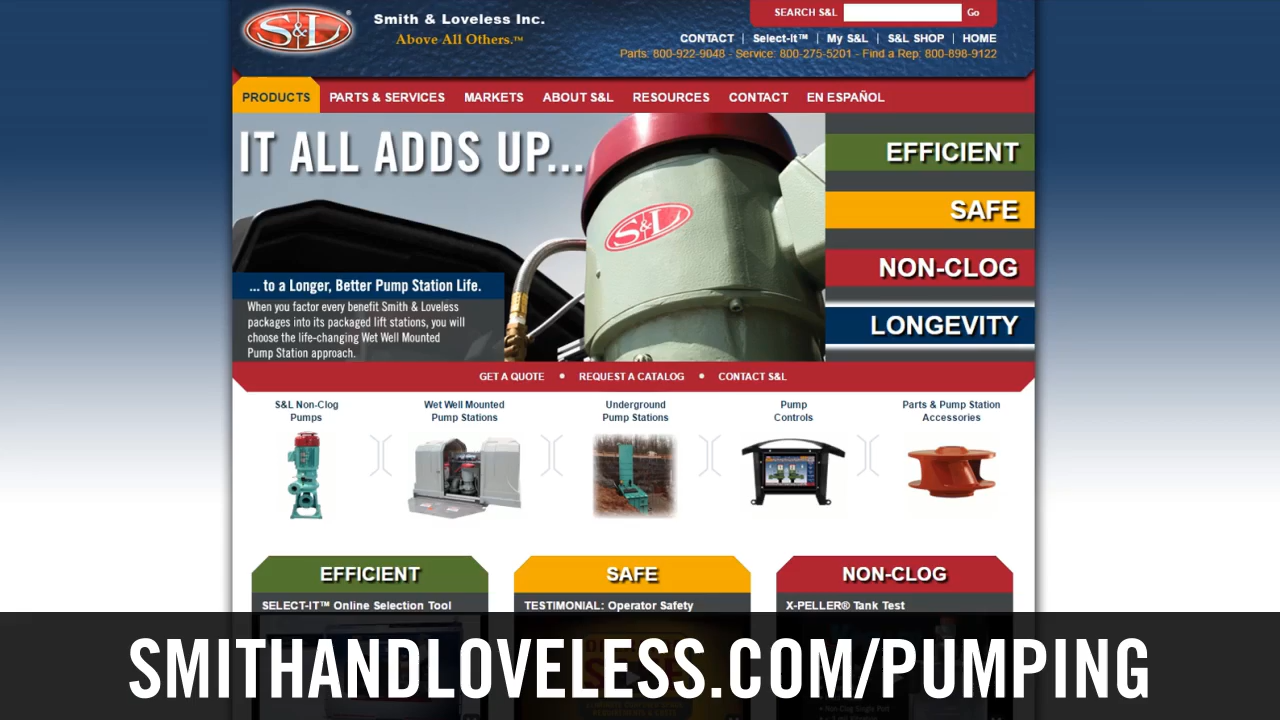 S&L®
Smith & Loveless Inc.
Above All Others.™
SEARCH S&L Go
CONTACT | Select-It™ | My S&L | S&L SHOP | HOME
Parts: 800-922-9048 - Service: 800-275-5201 - Find a Rep: 800-898-9122
PRODUCTS PARTS & SERVICES MARKETS ABOUT S&L RESOURCES CONTACT EN ESPAÑOL
IT ALL ADDS UP...
S&L
... to a Longer, Better Pump Station Life.
When you factor every benefit Smith & Loveless
packages into its packaged lift stations, you will
choose the life-changing Wet Well Mounted
Pump Station approach.
EFFICIENT
SAFE
NON-CLOG
LONGEVITY
GET A QUOTE • REQUEST A CATALOG • CONTACT S&L
S&L Non-Clog
Pumps
Wet Well Mounted
Pump Stations
Underground
Pump Stations
Pump
Controls
Parts & Pump Station
Accessories
EFFICIENT
SELECT-IT™ Online Selection Tool
SAFE
TESTIMONIAL: Operator Safety
NON-CLOG
X-PELLER® Tank Test
SMITHANDLOVELESS.COM/PUMPING